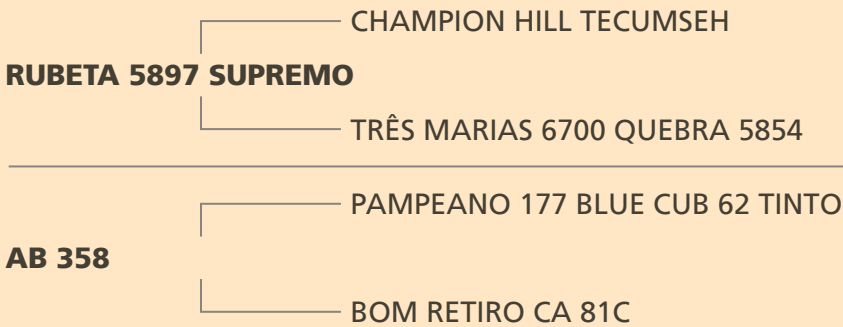 CHAMPION HILL TECUMSEH
RUBETA 5897 SUPREMO
TRÊS MARIAS 6700 QUEBRA 5854
PAMPEANO 177 BLUE CUB 62 TINTO
AB 358
BOM RETIRO CA 81C